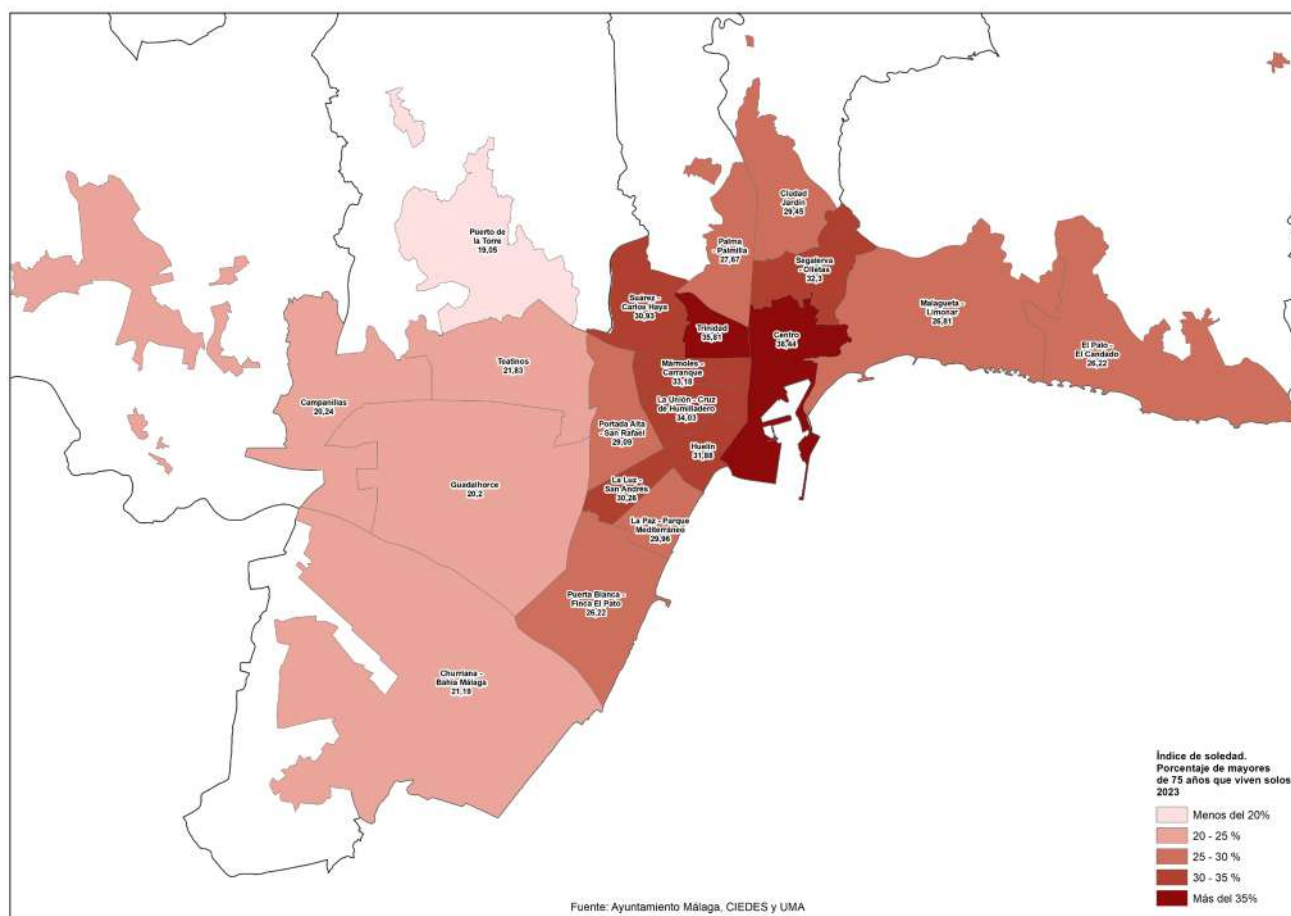 Ciudad
Jardín
29,45
Puerto de
la Torre
19,05
Palma
- Palmilla
27,67
Segalerva
- Olletas
32,3
Suárez -
Carlos Haya
30,93
Malagueta -
Limonar
26,81
Trinidad
35,81
Centro
38,44
El Palo -
El Candado
26,22
Teatinos
21,83
Mármoles -
Carranque
33,18
Campanillas
20,24
La Unión - Cruz
de Humilladero
34,03
Portada Alta
- San Rafael
29,09
Huelin
31,88
Guadalhorce
20,2
La Luz -
San Andrés
30,26
La Paz - Parque
Mediterráneo
29,96
Puerta Blanca -
Finca El Pato
26,22
Churriana -
Bahía Málaga
21,19
Índice de soledad.
Porcentaje de mayores
de 75 años que viven solos
2023
Menos del 20%
20 - 25 %
25 - 30 %
30 - 35 %
Más del 35%
Fuente: Ayuntamiento Málaga, CIEDES y UMA